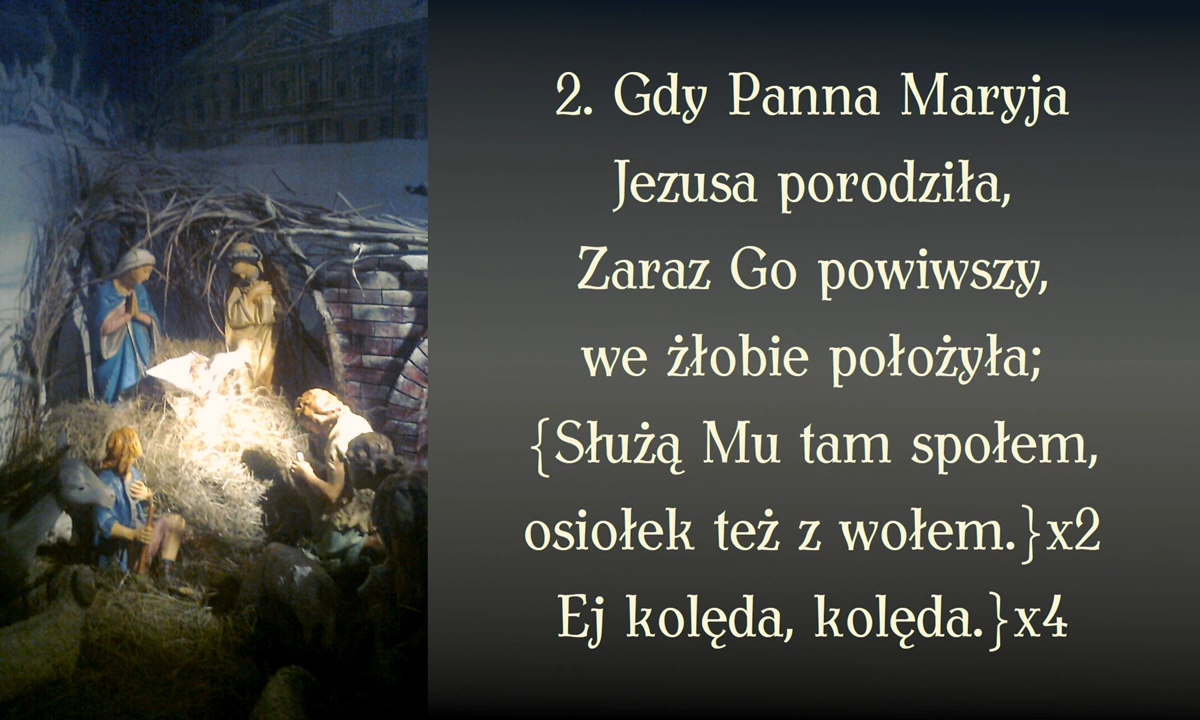 2. Gdy Panna Maryja
Jezusa porodziła,
Zaraz Go powiwszy,
we żłobie położyła;
{Służą Mu tam społem,
osiołek też z wołem.}x2
Ej kolęda, kolęda.}x4